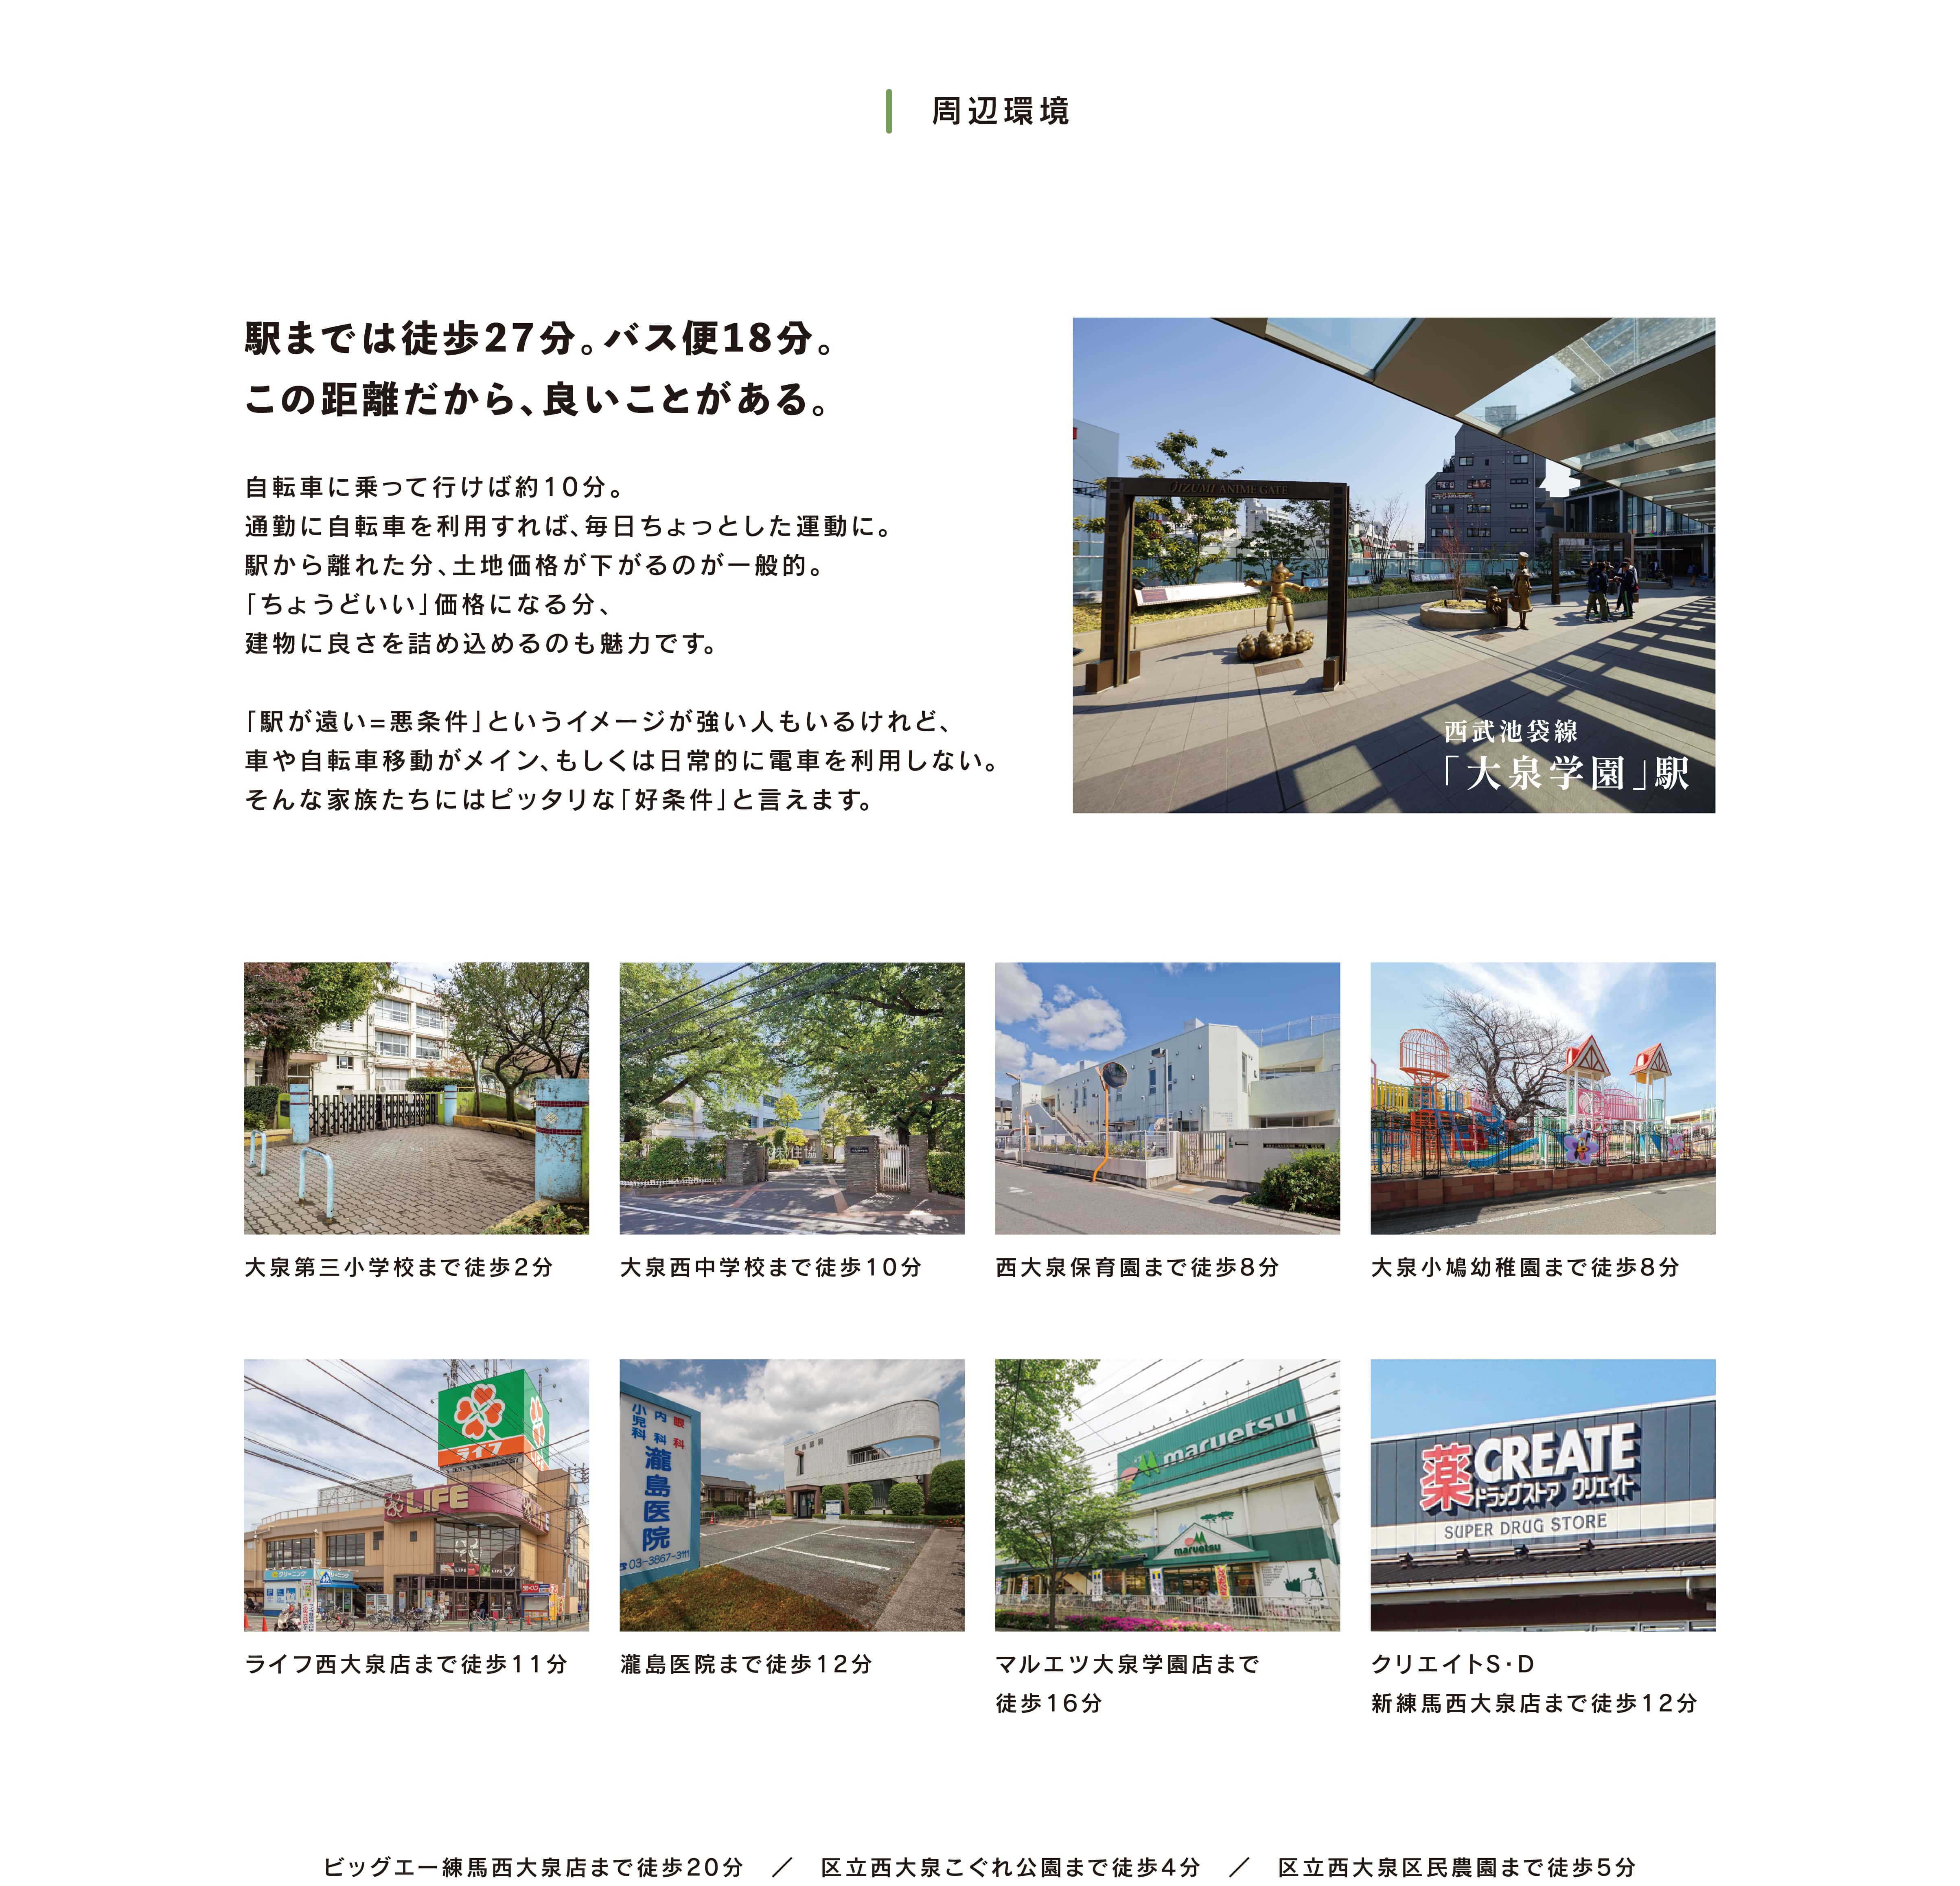 周辺環境
駅までは徒歩27分。バス便18分。
この距離だから、良いことがある。
自転車に乗って行けば約10分。
通勤に自転車を利用すれば、毎日ちょっとした運動に。
駅から離れた分、土地価格が下がるのが一般的。
「ちょうどいい」価格になる分、
建物に良さを詰め込めるのも魅力です。
「駅が遠い=悪条件」というイメージが強い人もいるけれど、
車や自転車移動がメイン、もしくは日常的に電車を利用しない。
そんな家族たちにはピッタリな「好条件」と言えます。
ANIME GATE
西武池袋線
「大泉学園」駅
(株)住協
大泉第三小学校まで徒歩2分
大泉西中学校まで徒歩10分
西大泉保育園まで徒歩8分
大泉小鳩幼稚園まで徒歩8分
ライフ
LIFE
クリーニング
小児科
内科
眼科
瀧島医院
03-3867-3111
maruetsu
maruetsu
薬
CREATE
ドラッグストア クリエイト
SUPER DRUG STORE
ライフ西大泉店まで徒歩11分
瀧島医院まで徒歩12分
マルエツ大泉学園店まで
徒歩16分
クリエイトS・D
新練馬西大泉店まで徒歩12分
ビッグエー練馬西大泉店まで徒歩20分 ／ 区立西大泉こぐれ公園まで徒歩4分 ／ 区立西大泉区民農園まで徒歩5分